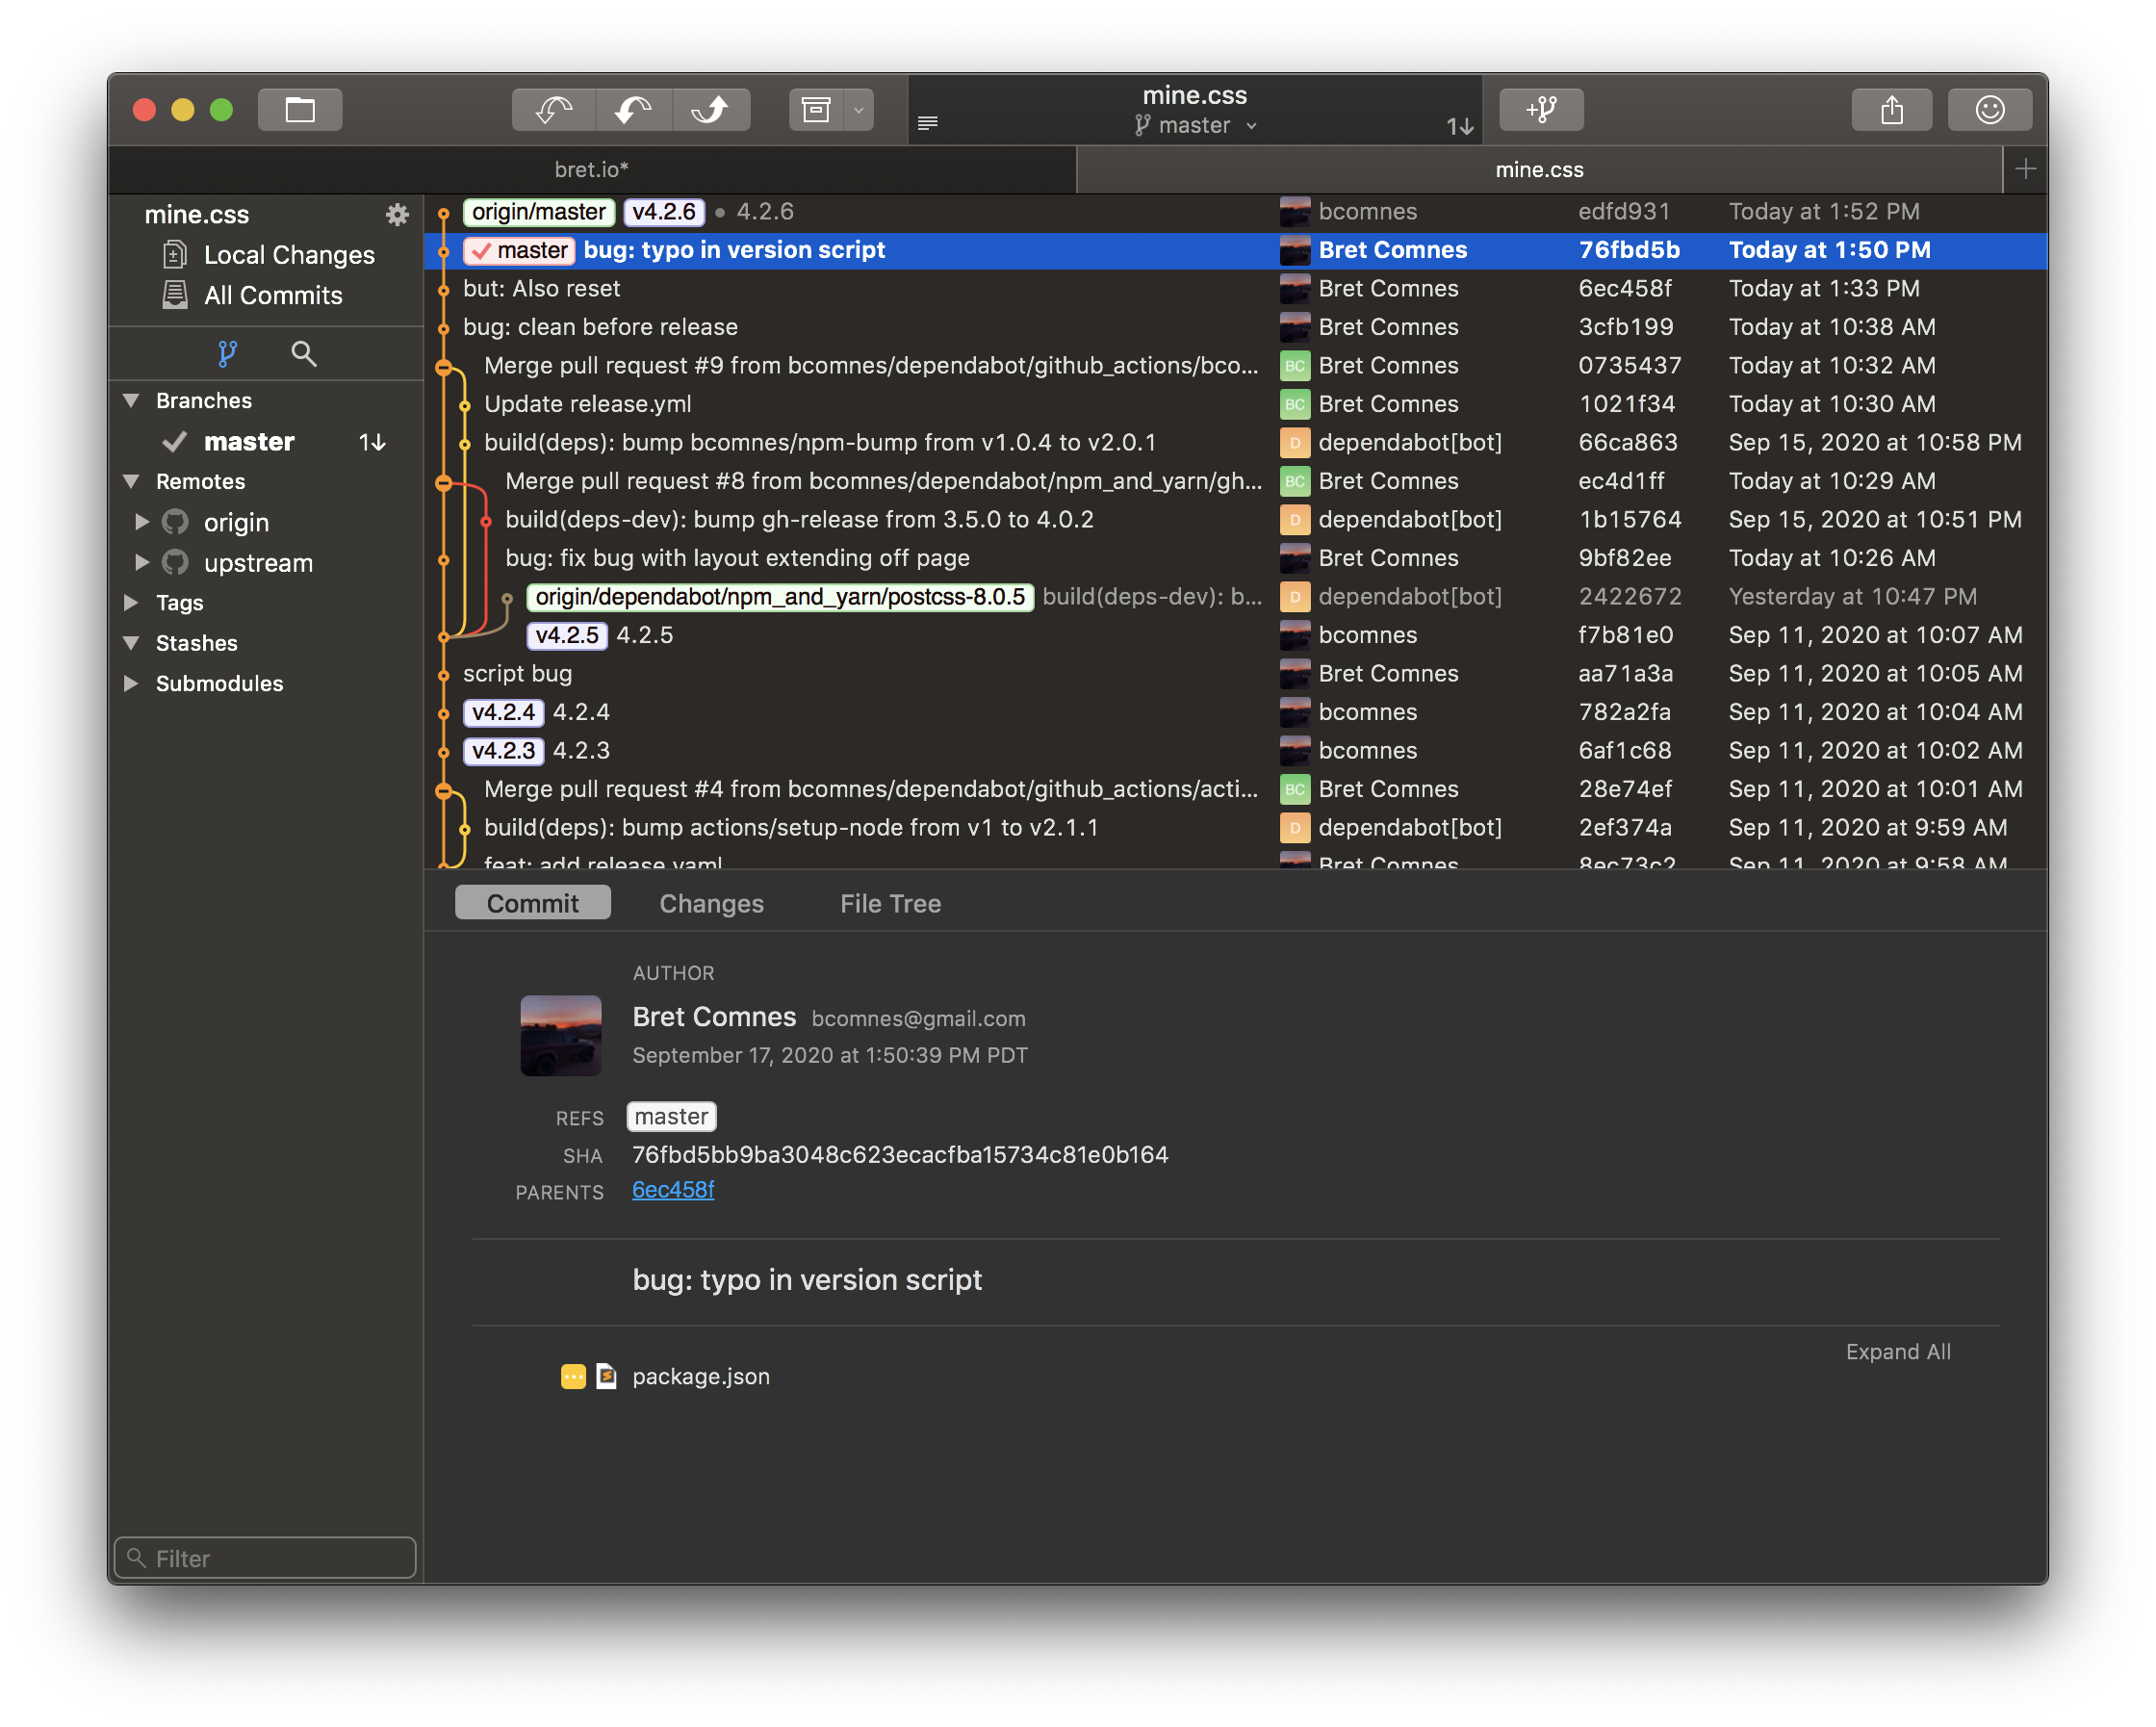 mine.css
master
1↓
bret.io*
mine.css
mine.css
Local Changes
All Commits
Branches
master 1↓
Remotes
origin
upstream
Tags
Stashes
Submodules
Filter
origin/master v4.2.6 4.2.6 bcomnes edfd931 Today at 1:52 PM
master bug: typo in version script Bret Comnes 76fbd5b Today at 1:50 PM
but: Also reset Bret Comnes 6ec458f Today at 1:33 PM
bug: clean before release Bret Comnes 3cfb199 Today at 10:38 AM
Merge pull request #9 from bcomnes/dependabot/github_actions/bco... BC Bret Comnes 0735437 Today at 10:32 AM
Update release.yml BC Bret Comnes 1021f34 Today at 10:30 AM
build(deps): bump bcomnes/npm-bump from v1.0.4 to v2.0.1 D dependabot[bot] 66ca863 Sep 15, 2020 at 10:58 PM
Merge pull request #8 from bcomnes/dependabot/npm_and_yarn/gh... BC Bret Comnes ec4d1ff Today at 10:29 AM
build(deps-dev): bump gh-release from 3.5.0 to 4.0.2 D dependabot[bot] 1b15764 Sep 15, 2020 at 10:51 PM
bug: fix bug with layout extending off page Bret Comnes 9bf82ee Today at 10:26 AM
origin/dependabot/npm_and_yarn/postcss-8.0.5 build(deps-dev): b... D dependabot[bot] 2422672 Yesterday at 10:47 PM
v4.2.5 4.2.5 bcomnes f7b81e0 Sep 11, 2020 at 10:07 AM
script bug Bret Comnes aa71a3a Sep 11, 2020 at 10:05 AM
v4.2.4 4.2.4 bcomnes 782a2fa Sep 11, 2020 at 10:04 AM
v4.2.3 4.2.3 bcomnes 6af1c68 Sep 11, 2020 at 10:02 AM
Merge pull request #4 from bcomnes/dependabot/github_actions/acti... BC Bret Comnes 28e74ef Sep 11, 2020 at 10:01 AM
build(deps): bump actions/setup-node from v1 to v2.1.1 D dependabot[bot] 2ef374a Sep 11, 2020 at 9:59 AM
feat: add release.yaml Bret Comnes 8ec73c2 Sep 11, 2020 at 9:58 AM
Commit Changes File Tree
AUTHOR
Bret Comnes bcomnes@gmail.com
September 17, 2020 at 1:50:39 PM PDT
REFS master
SHA 76fbd5bb9ba3048c623ecacfba15734c81e0b164
PARENTS 6ec458f
bug: typo in version script
Expand All
package.json